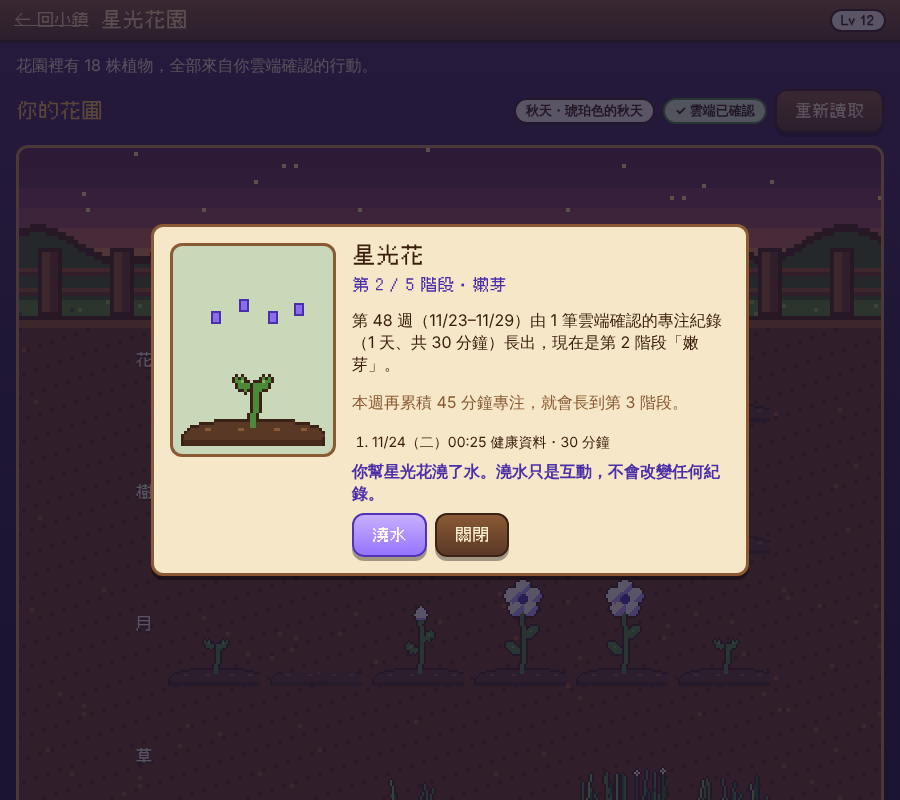 ← 回小鎮 星光花園 Lv 12
花園裡有 18 株植物，全部來自你雲端確認的行動。
你的花圃 秋天・琥珀色的秋天 ✓ 雲端已確認 重新讀取
星光花
第 2 / 5 階段・嫩芽
第 48 週（11/23–11/29）由 1 筆雲端確認的專注紀錄
（1 天、共 30 分鐘）長出，現在是第 2 階段「嫩
芽」。
花
本週再累積 45 分鐘專注，就會長到第 3 階段。
1. 11/24（二）00:25 健康資料・30 分鐘
你幫星光花澆了水。澆水只是互動，不會改變任何紀
錄。
樹
澆水 關閉
月
草